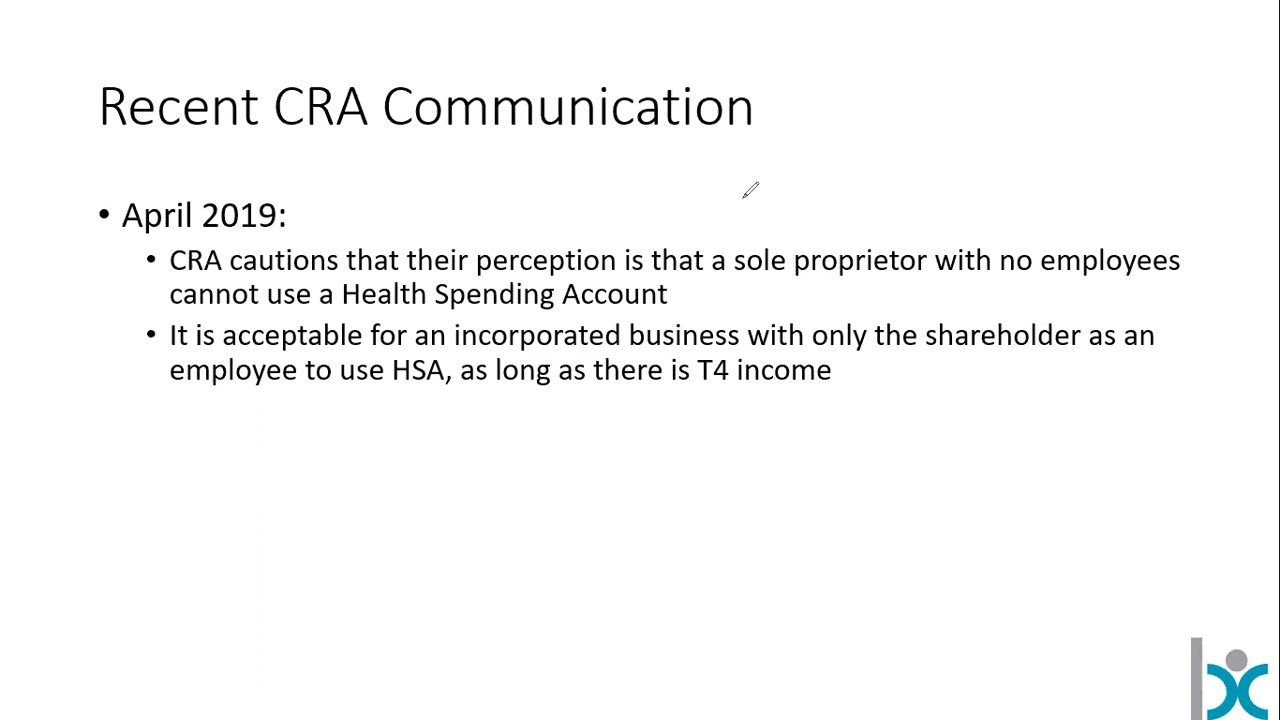 Recent CRA Communication
• April 2019:
• CRA cautions that their perception is that a sole proprietor with no employees
cannot use a Health Spending Account
• It is acceptable for an incorporated business with only the shareholder as an
employee to use HSA, as long as there is T4 income